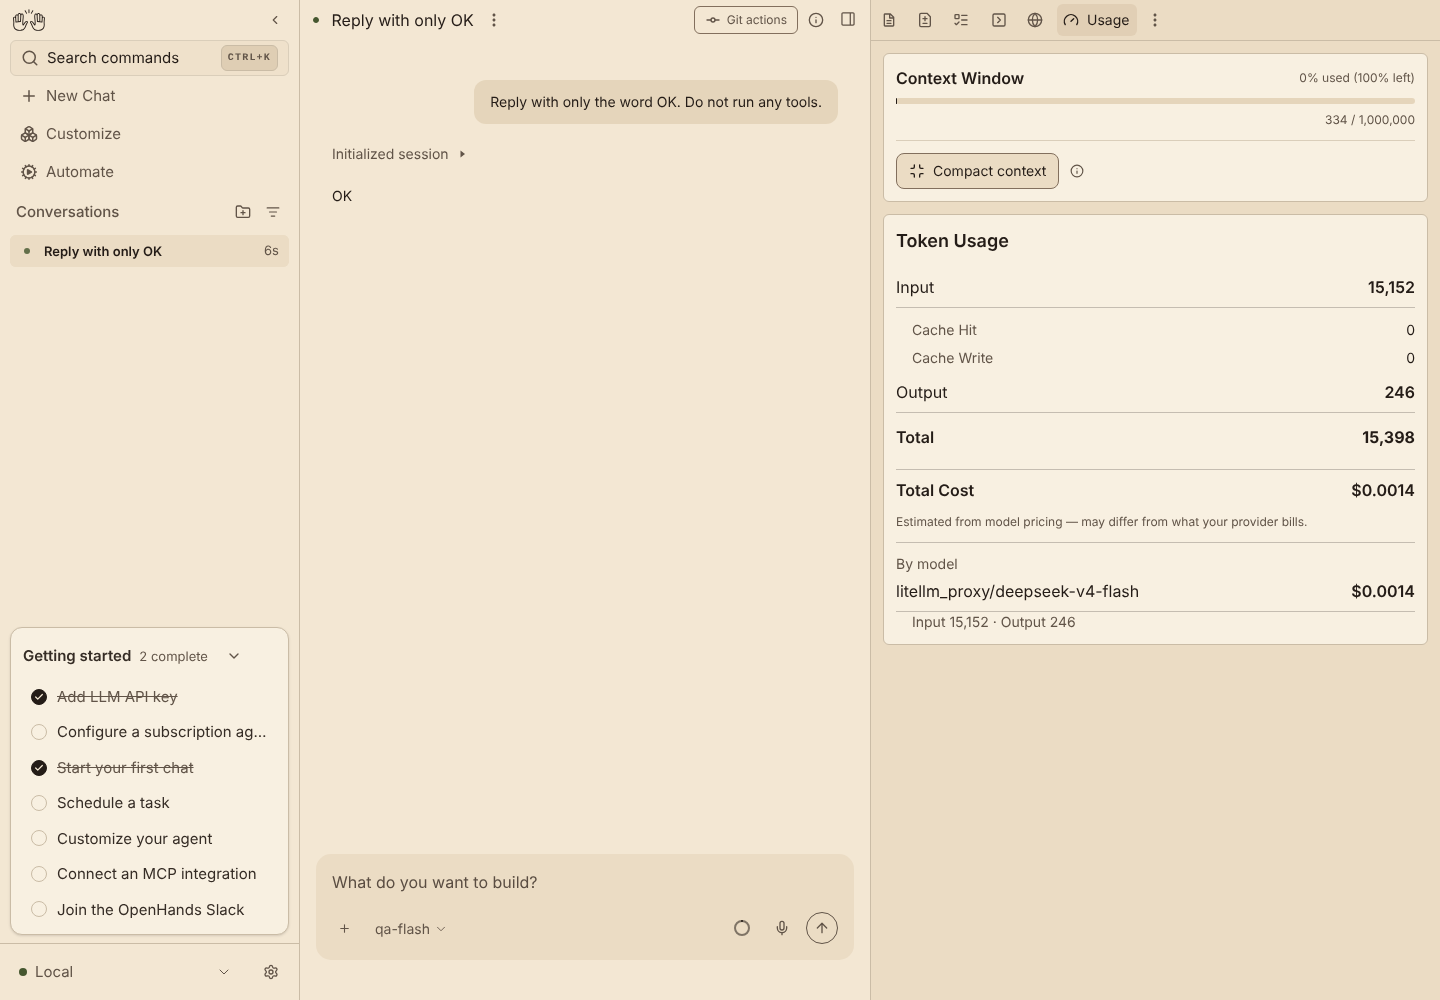 Search commands
CTRL+K
New Chat
Customize
Automate
Conversations
Reply with only OK
6s
Getting started
2 complete
Add LLM API key
Configure a subscription ag...
Start your first chat
Schedule a task
Customize your agent
Connect an MCP integration
Join the OpenHands Slack
Local
Reply with only OK
Git actions
Reply with only the word OK. Do not run any tools.
Initialized session
OK
What do you want to build?
qa-flash
Usage
Context Window
0% used (100% left)
334 / 1,000,000
Compact context
Token Usage
Input 15,152
Cache Hit 0
Cache Write 0
Output 246
Total 15,398
Total Cost $0.0014
Estimated from model pricing — may differ from what your provider bills.
By model
litellm_proxy/deepseek-v4-flash $0.0014
Input 15,152 · Output 246